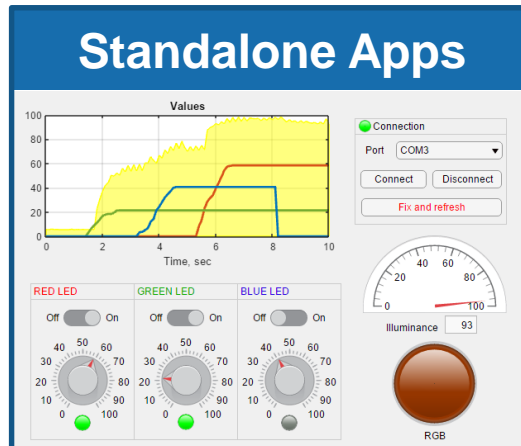 Standalone Apps
Values
100
80
60
40
20
0
0 2 4 6 8 10
Time, sec
Connection
Port COM3
Connect Disconnect
Fix and refresh
0 20 40 60 80 100
Illuminance 93
RGB
RED LED GREEN LED BLUE LED
Off On Off On Off On
0 10 20 30 40 50 60 70 80 90 100
0 10 20 30 40 50 60 70 80 90 100
0 10 20 30 40 50 60 70 80 90 100